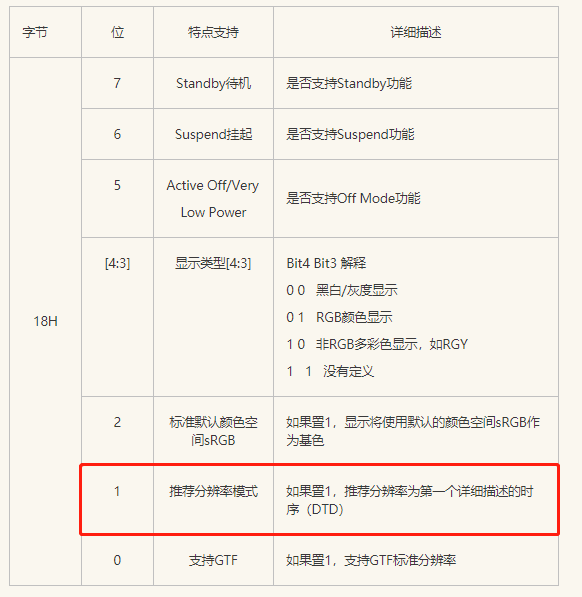 字节 位 特点支持 详细描述
7 Standby待机 是否支持Standby功能
6 Suspend挂起 是否支持Suspend功能
5 Active Off/Very
Low Power
是否支持Off Mode功能
[4:3] 显示类型[4:3] Bit4 Bit3 解释
0 0 黑白/灰度显示
0 1 RGB颜色显示
1 0 非RGB多彩色显示，如RGY
1 1 没有定义
18H
2 标准默认颜色空 如果置1，显示将使用默认的颜色空间sRGB作
间sRGB 为基色
1 推荐分辨率模式 如果置1，推荐分辨率为第一个详细描述的时
序（DTD）
0 支持GTF 如果置1，支持GTF标准分辨率